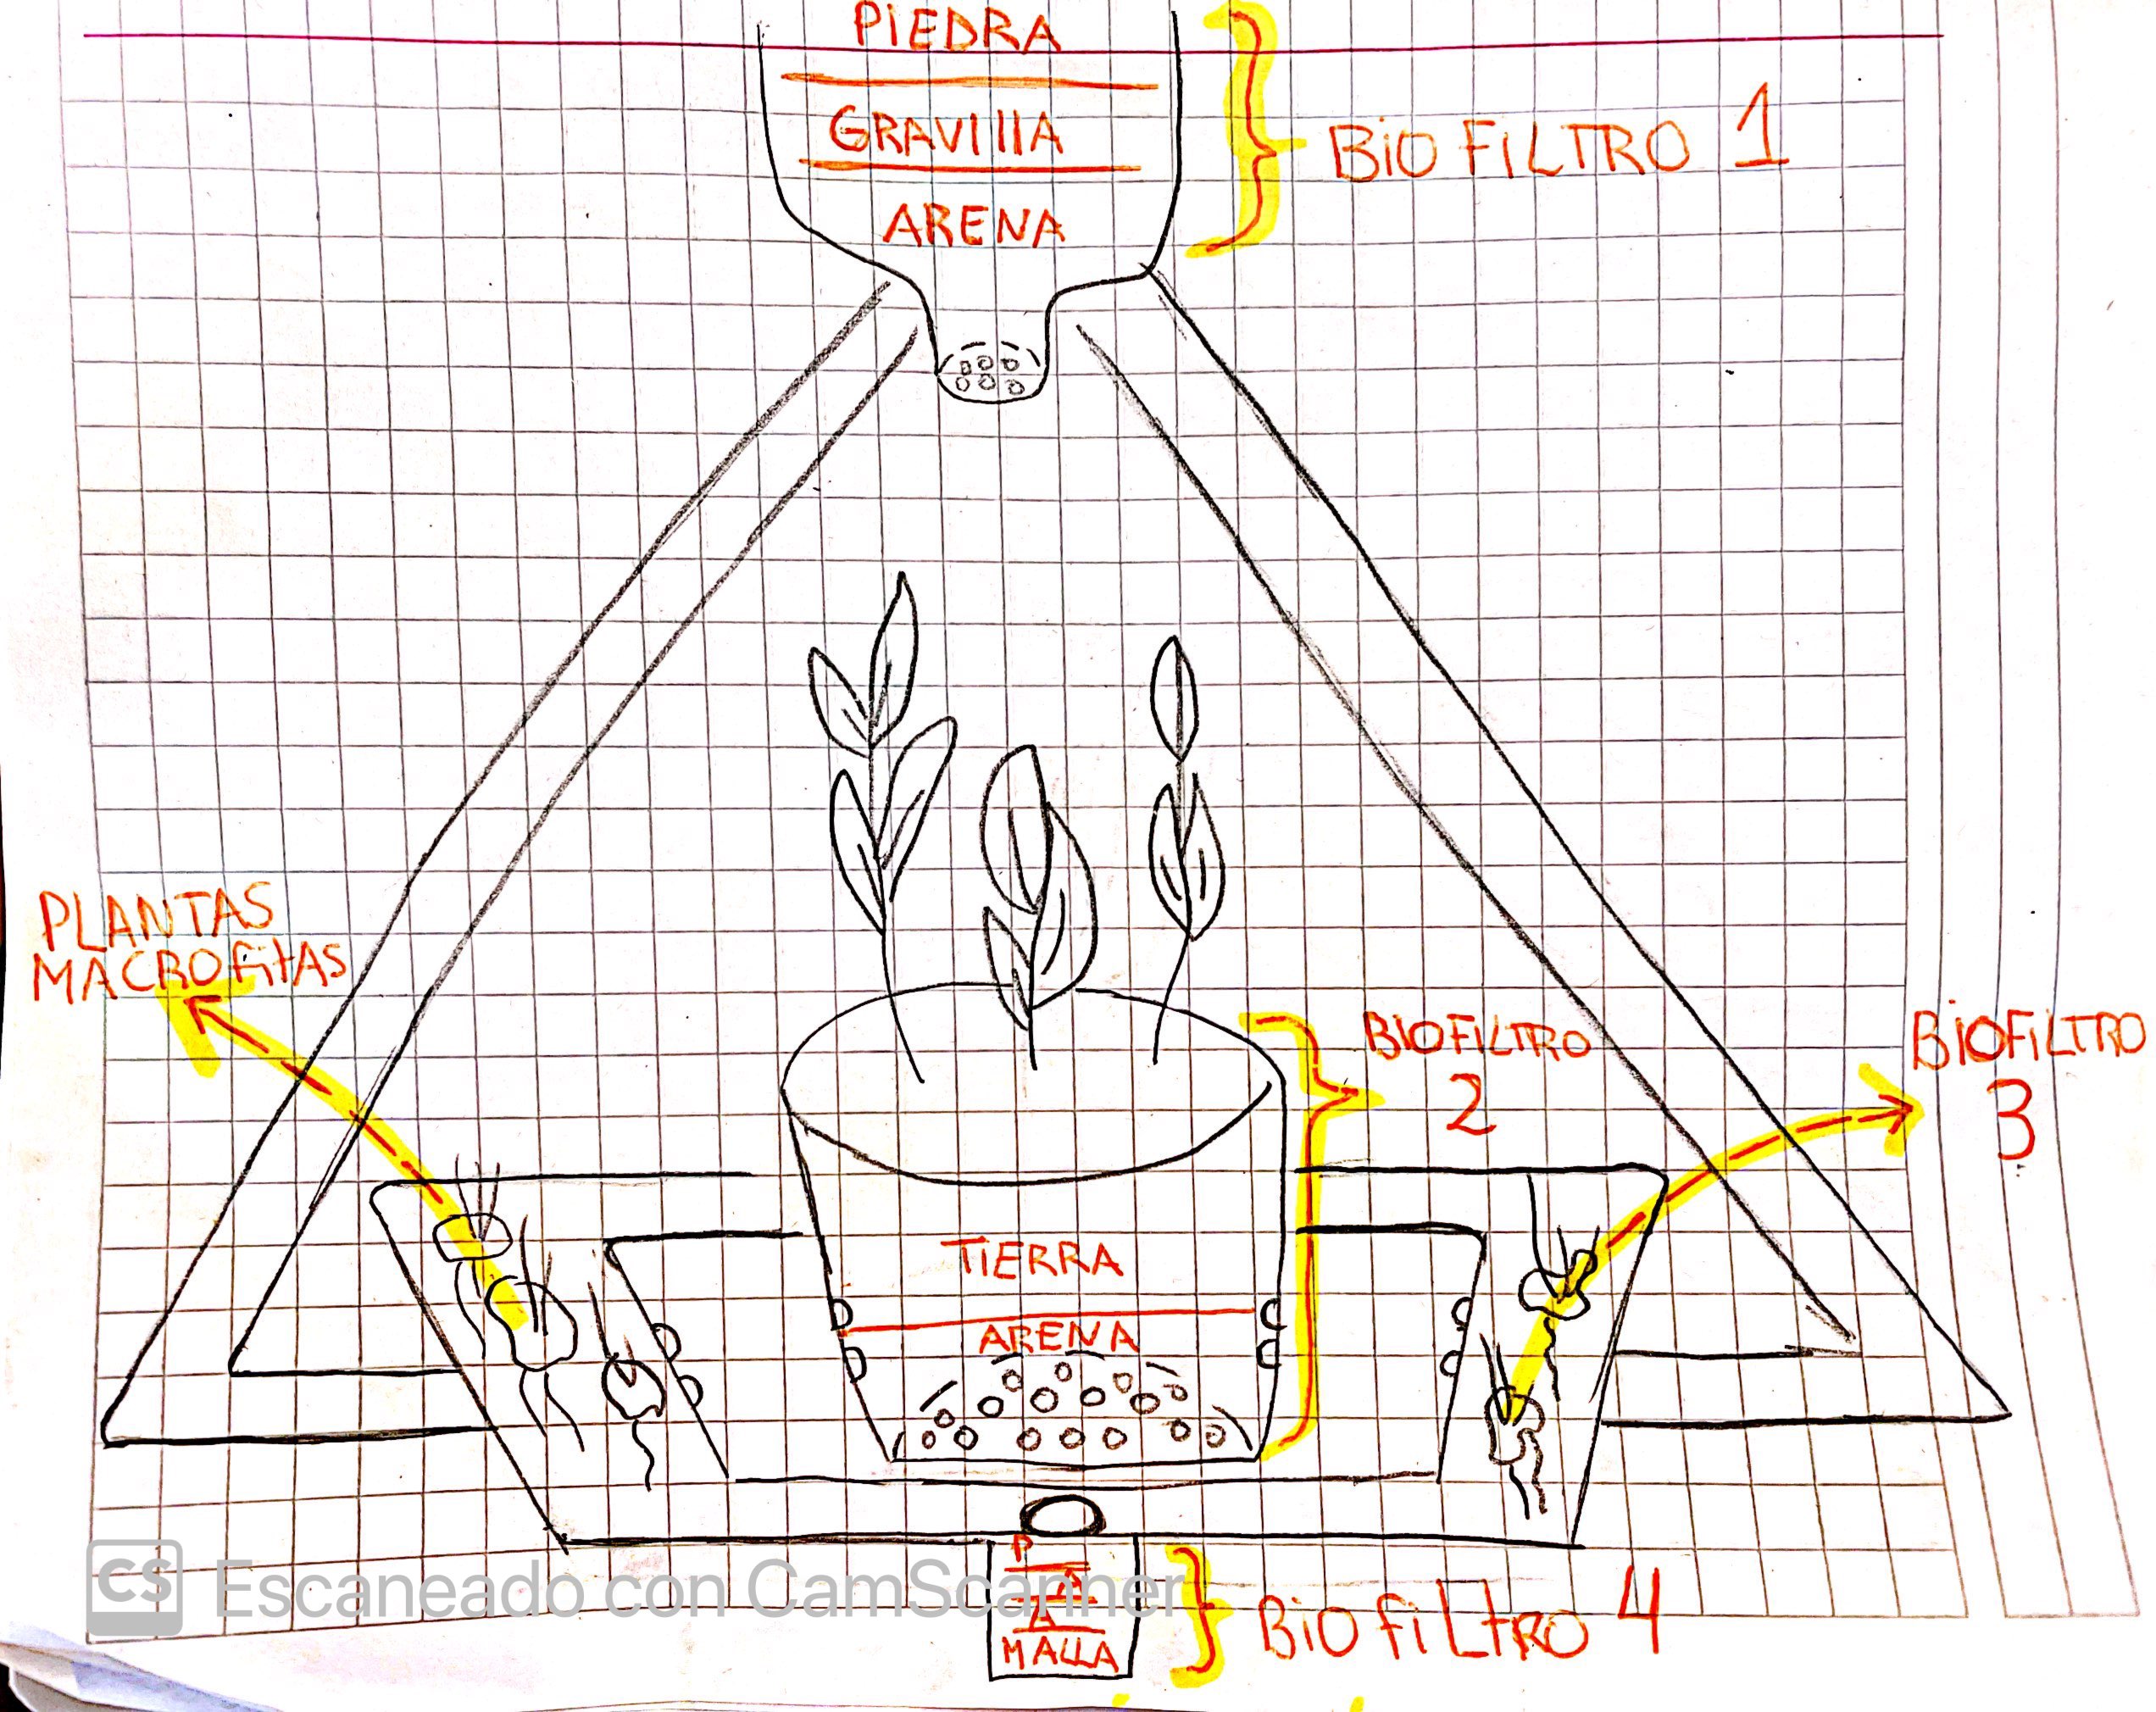 PIEDRA
GRAVIllA
ARENA
BiO FiLTRO 1
PLANTAS
MACROfitAS
BIOFILTRO
2
BiOFiLTRO
3
TIERRA
ARENA
P
A
MALLA
BiO fiLtRO 4
CS Escaneado con CamScanner